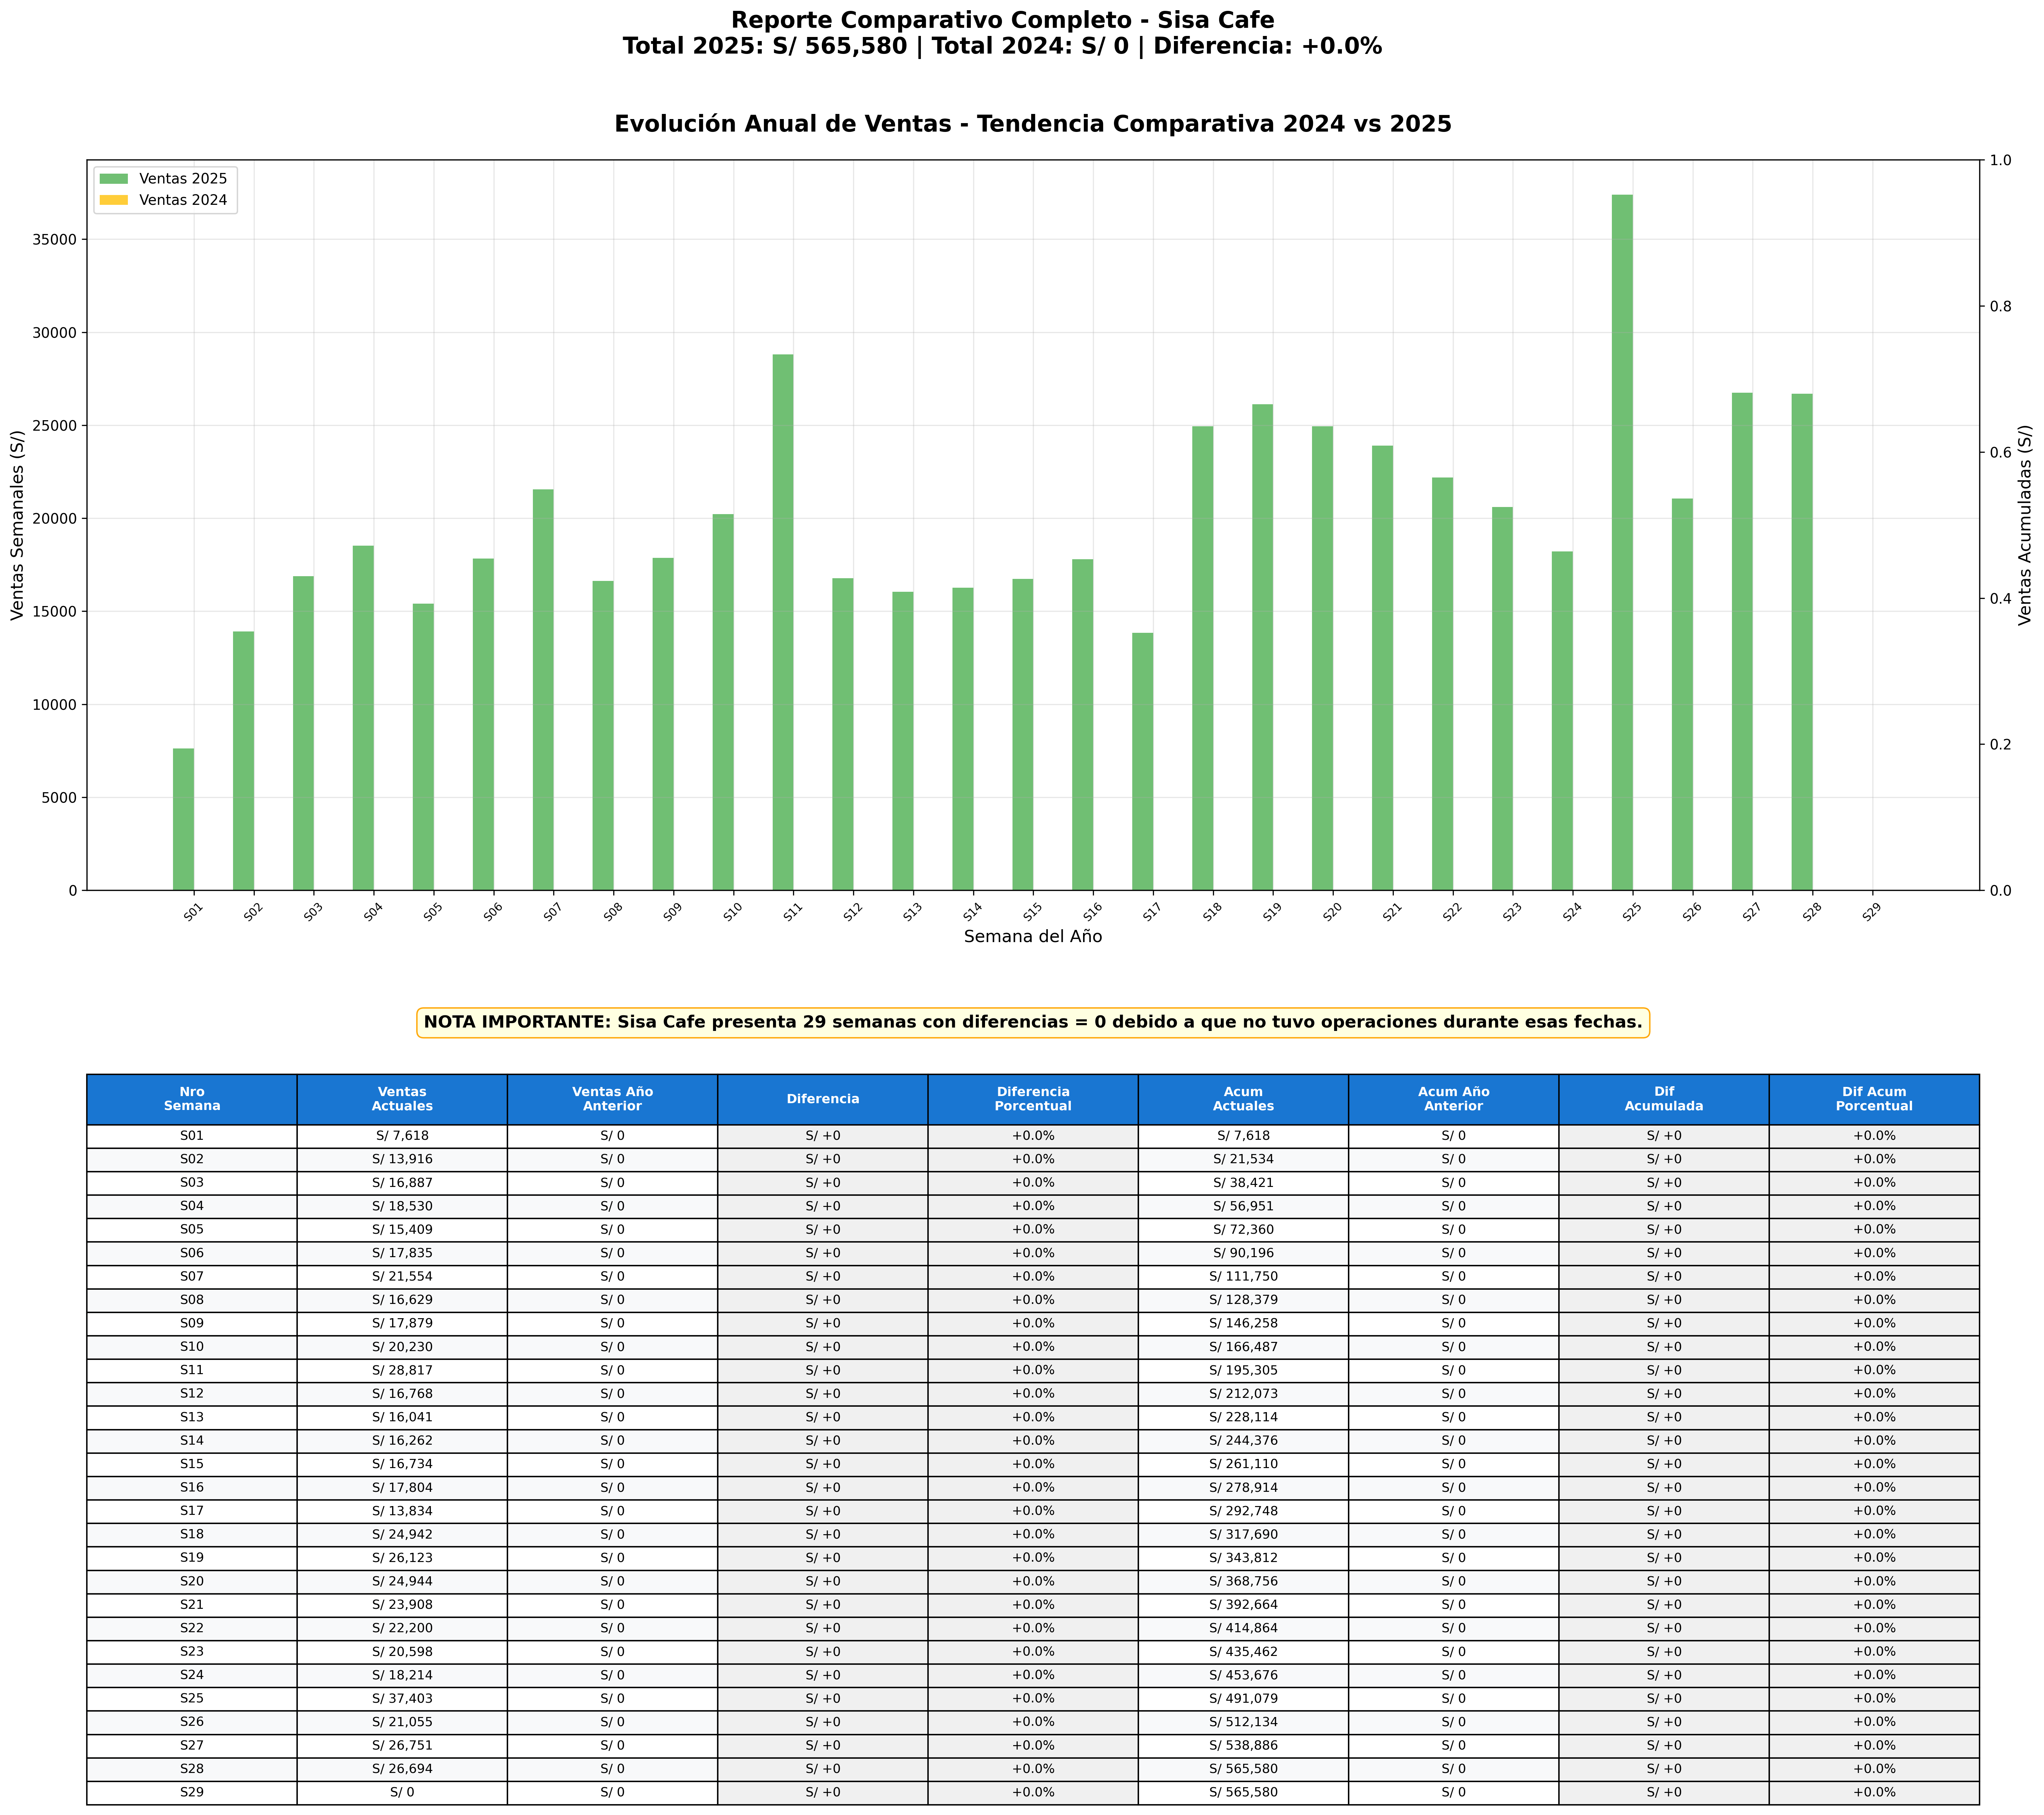 Reporte Comparativo Completo - Sisa Cafe
Total 2025: S/ 565,580 | Total 2024: S/ 0 | Diferencia: +0.0%
Evolución Anual de Ventas - Tendencia Comparativa 2024 vs 2025
Ventas 2025
Ventas 2024
Ventas Semanales (S/)
35000
30000
25000
20000
15000
10000
5000
0
1.0
0.8
0.6
0.4
0.2
0.0
Ventas Acumuladas (S/)
S01 S02 S03 S04 S05 S06 S07 S08 S09 S10 S11 S12 S13 S14 S15 S16 S17 S18 S19 S20 S21 S22 S23 S24 S25 S26 S27 S28 S29
Semana del Año
NOTA IMPORTANTE: Sisa Cafe presenta 29 semanas con diferencias = 0 debido a que no tuvo operaciones durante esas fechas.
Nro Semana Ventas Actuales Ventas Año Anterior Diferencia Diferencia Porcentual Acum Actuales Acum Año Anterior Dif Acumulada Dif Acum Porcentual
S01 S/ 7,618 S/ 0 S/ +0 +0.0% S/ 7,618 S/ 0 S/ +0 +0.0%
S02 S/ 13,916 S/ 0 S/ +0 +0.0% S/ 21,534 S/ 0 S/ +0 +0.0%
S03 S/ 16,887 S/ 0 S/ +0 +0.0% S/ 38,421 S/ 0 S/ +0 +0.0%
S04 S/ 18,530 S/ 0 S/ +0 +0.0% S/ 56,951 S/ 0 S/ +0 +0.0%
S05 S/ 15,409 S/ 0 S/ +0 +0.0% S/ 72,360 S/ 0 S/ +0 +0.0%
S06 S/ 17,835 S/ 0 S/ +0 +0.0% S/ 90,196 S/ 0 S/ +0 +0.0%
S07 S/ 21,554 S/ 0 S/ +0 +0.0% S/ 111,750 S/ 0 S/ +0 +0.0%
S08 S/ 16,629 S/ 0 S/ +0 +0.0% S/ 128,379 S/ 0 S/ +0 +0.0%
S09 S/ 17,879 S/ 0 S/ +0 +0.0% S/ 146,258 S/ 0 S/ +0 +0.0%
S10 S/ 20,230 S/ 0 S/ +0 +0.0% S/ 166,487 S/ 0 S/ +0 +0.0%
S11 S/ 28,817 S/ 0 S/ +0 +0.0% S/ 195,305 S/ 0 S/ +0 +0.0%
S12 S/ 16,768 S/ 0 S/ +0 +0.0% S/ 212,073 S/ 0 S/ +0 +0.0%
S13 S/ 16,041 S/ 0 S/ +0 +0.0% S/ 228,114 S/ 0 S/ +0 +0.0%
S14 S/ 16,262 S/ 0 S/ +0 +0.0% S/ 244,376 S/ 0 S/ +0 +0.0%
S15 S/ 16,734 S/ 0 S/ +0 +0.0% S/ 261,110 S/ 0 S/ +0 +0.0%
S16 S/ 17,804 S/ 0 S/ +0 +0.0% S/ 278,914 S/ 0 S/ +0 +0.0%
S17 S/ 13,834 S/ 0 S/ +0 +0.0% S/ 292,748 S/ 0 S/ +0 +0.0%
S18 S/ 24,942 S/ 0 S/ +0 +0.0% S/ 317,690 S/ 0 S/ +0 +0.0%
S19 S/ 26,123 S/ 0 S/ +0 +0.0% S/ 343,812 S/ 0 S/ +0 +0.0%
S20 S/ 24,944 S/ 0 S/ +0 +0.0% S/ 368,756 S/ 0 S/ +0 +0.0%
S21 S/ 23,908 S/ 0 S/ +0 +0.0% S/ 392,664 S/ 0 S/ +0 +0.0%
S22 S/ 22,200 S/ 0 S/ +0 +0.0% S/ 414,864 S/ 0 S/ +0 +0.0%
S23 S/ 20,598 S/ 0 S/ +0 +0.0% S/ 435,462 S/ 0 S/ +0 +0.0%
S24 S/ 18,214 S/ 0 S/ +0 +0.0% S/ 453,676 S/ 0 S/ +0 +0.0%
S25 S/ 37,403 S/ 0 S/ +0 +0.0% S/ 491,079 S/ 0 S/ +0 +0.0%
S26 S/ 21,055 S/ 0 S/ +0 +0.0% S/ 512,134 S/ 0 S/ +0 +0.0%
S27 S/ 26,751 S/ 0 S/ +0 +0.0% S/ 538,886 S/ 0 S/ +0 +0.0%
S28 S/ 26,694 S/ 0 S/ +0 +0.0% S/ 565,580 S/ 0 S/ +0 +0.0%
S29 S/ 0 S/ 0 S/ +0 +0.0% S/ 565,580 S/ 0 S/ +0 +0.0%